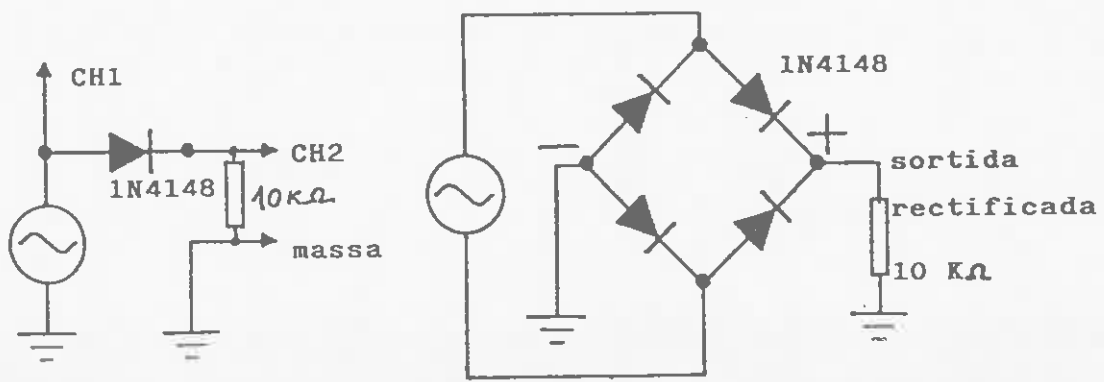 CH1
CH2
1N4148
10KΩ
massa
1N4148
+
−
sortida
rectificada
10 KΩ